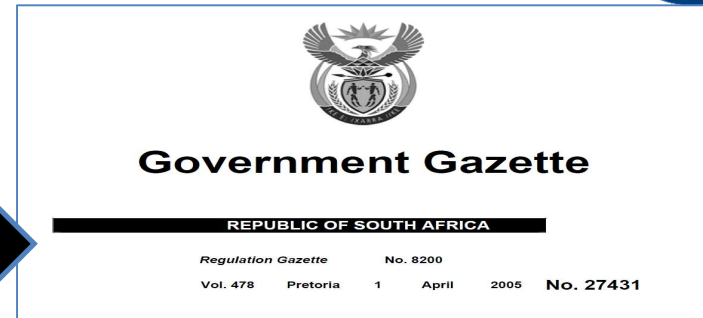 Government Gazette
REPUBLIC OF SOUTH AFRICA
Regulation Gazette No. 8200
Vol. 478 Pretoria 1 April 2005 No. 27431